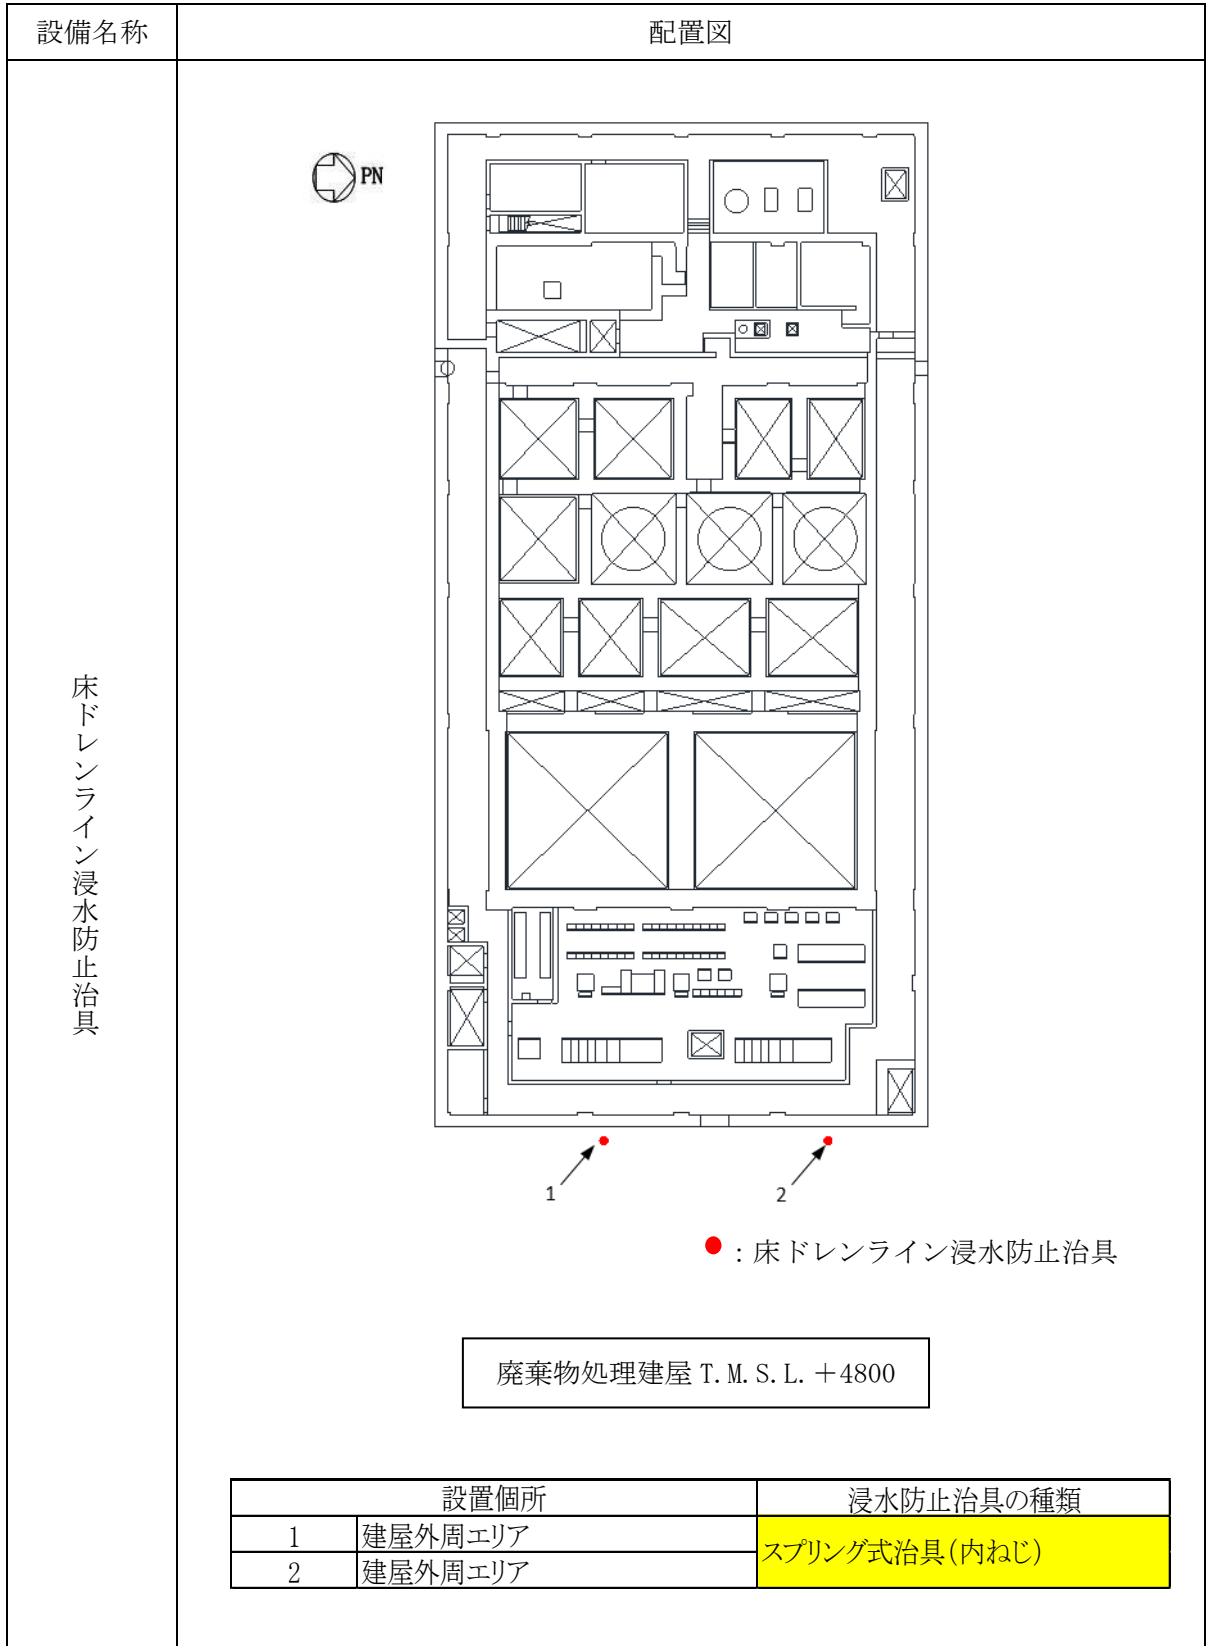 設備名称
配置図
PN
床ドレンライン浸水防止治具
1
2
●：床ドレンライン浸水防止治具
廃棄物処理建屋 T.M.S.L.＋4800
設置個所 浸水防止治具の種類
1 建屋外周エリア スプリング式治具(内ねじ)
2 建屋外周エリア